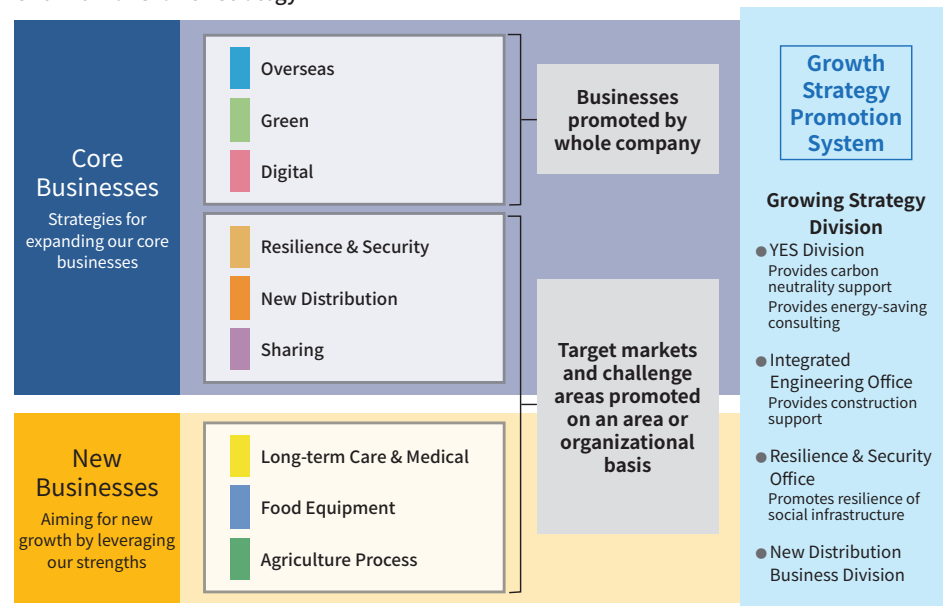 Core
Businesses
Strategies for
expanding our core
businesses
Overseas
Green
Digital
Resilience & Security
New Distribution
Sharing
Businesses
promoted by
whole company
New
Businesses
Aiming for new
growth by leveraging
our strengths
Long-term Care & Medical
Food Equipment
Agriculture Process
Target markets
and challenge
areas promoted
on an area or
organizational
basis
Growth
Strategy
Promotion
System
Growing Strategy
Division
● YES Division
Provides carbon
neutrality support
Provides energy-saving
consulting
● Integrated
Engineering Office
Provides construction
support
● Resilience & Security
Office
Promotes resilience of
social infrastructure
● New Distribution
Business Division